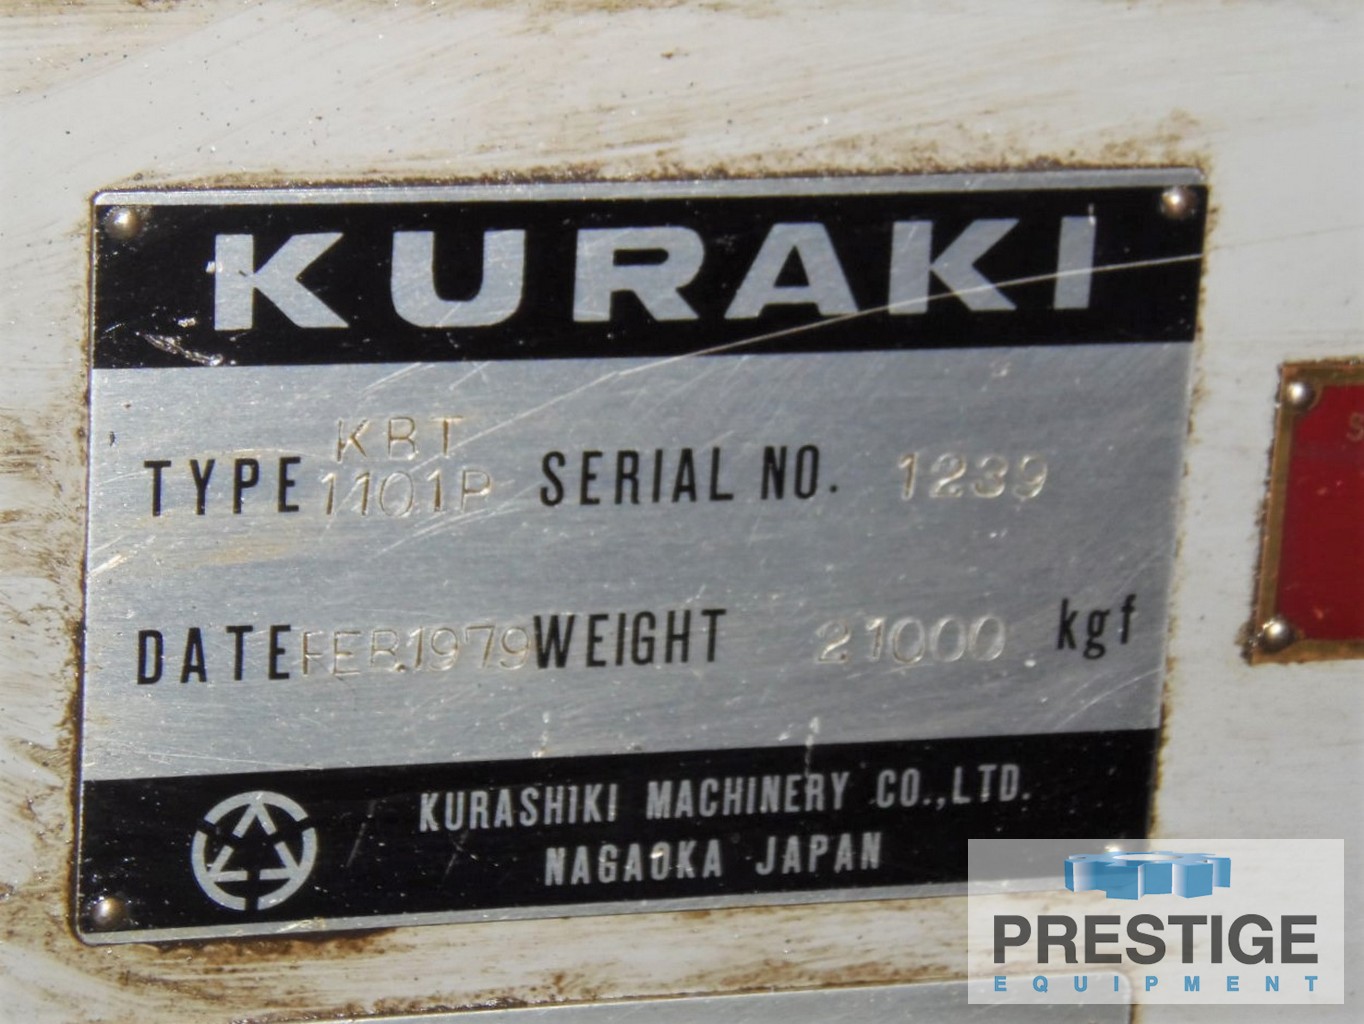 KURAKI
KBT
TYPE 1101P SERIAL NO. 1239
DATE FEB.1979 WEIGHT 21000 kgf
KURASHIKI MACHINERY CO.,LTD.
NAGAOKA JAPAN
S
PRESTIGE
EQUIPMENT